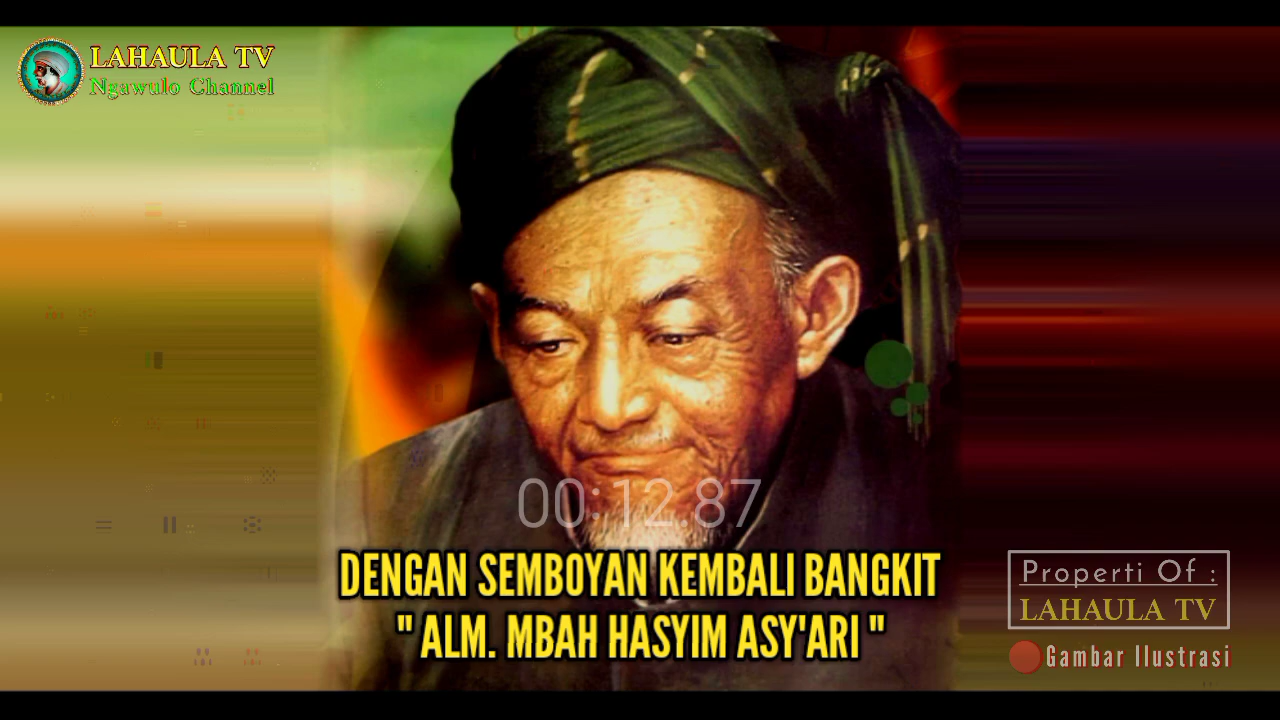 LAHAULA TV
Ngawulo Channel
00:12.87
DENGAN SEMBOYAN KEMBALI BANGKIT
" ALM. MBAH HASYIM ASY'ARI "
Properti Of :
LAHAULA TV
Gambar Ilustrasi